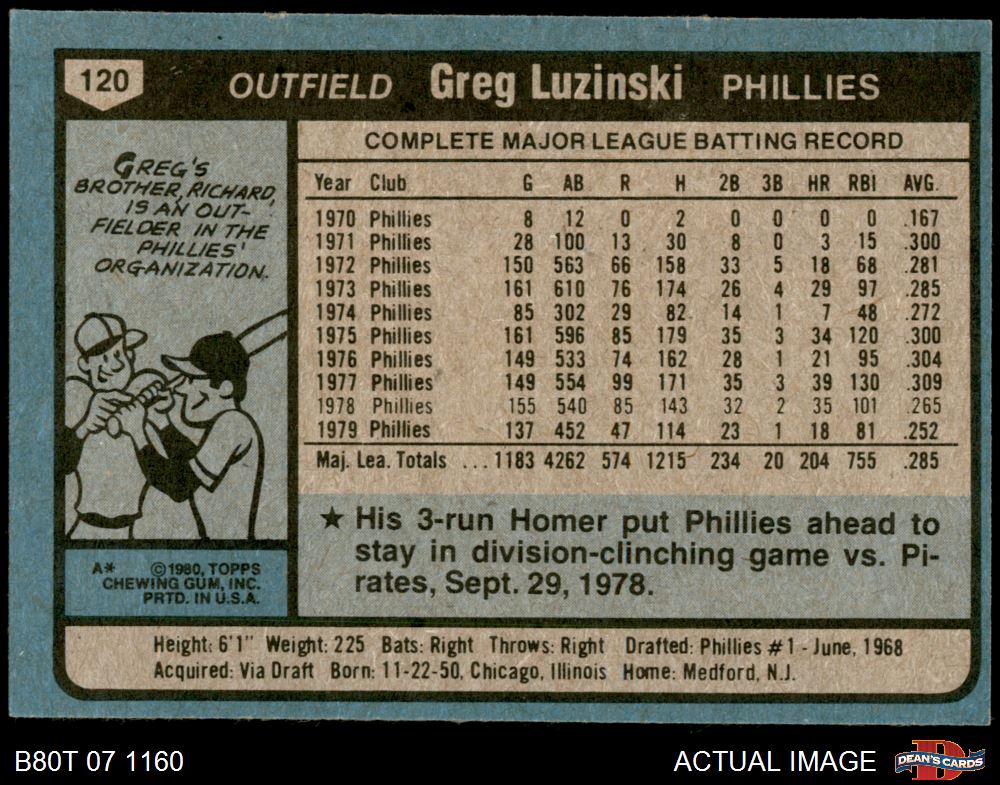 120 OUTFIELD Greg Luzinski PHILLIES
GREG'S
BROTHER, RICHARD,
IS AN OUT-
FIELDER IN THE
PHILLIES'
ORGANIZATION.
A* ©1980, TOPPS
CHEWING GUM, INC.
PRTD. IN U.S.A.
COMPLETE MAJOR LEAGUE BATTING RECORD
Year Club G AB R H 2B 3B HR RBI AVG.
1970 Phillies 8 12 0 2 0 0 0 0 .167
1971 Phillies 28 100 13 30 8 0 3 15 .300
1972 Phillies 150 563 66 158 33 5 18 68 .281
1973 Phillies 161 610 76 174 26 4 29 97 .285
1974 Phillies 85 302 29 82 14 1 7 48 .272
1975 Phillies 161 596 85 179 35 3 34 120 .300
1976 Phillies 149 533 74 162 28 1 21 95 .304
1977 Phillies 149 554 99 171 35 3 39 130 .309
1978 Phillies 155 540 85 143 32 2 35 101 .265
1979 Phillies 137 452 47 114 23 1 18 81 .252
Maj. Lea. Totals ... 1183 4262 574 1215 234 20 204 755 .285
★ His 3-run Homer put Phillies ahead to
stay in division-clinching game vs. Pi-
rates, Sept. 29, 1978.
Height: 6'1" Weight: 225 Bats: Right Throws: Right Drafted: Phillies #1 - June, 1968
Acquired: Via Draft Born: 11-22-50, Chicago, Illinois Home: Medford, N.J.
B80T 07 1160 ACTUAL IMAGE DEAN'S CARDS